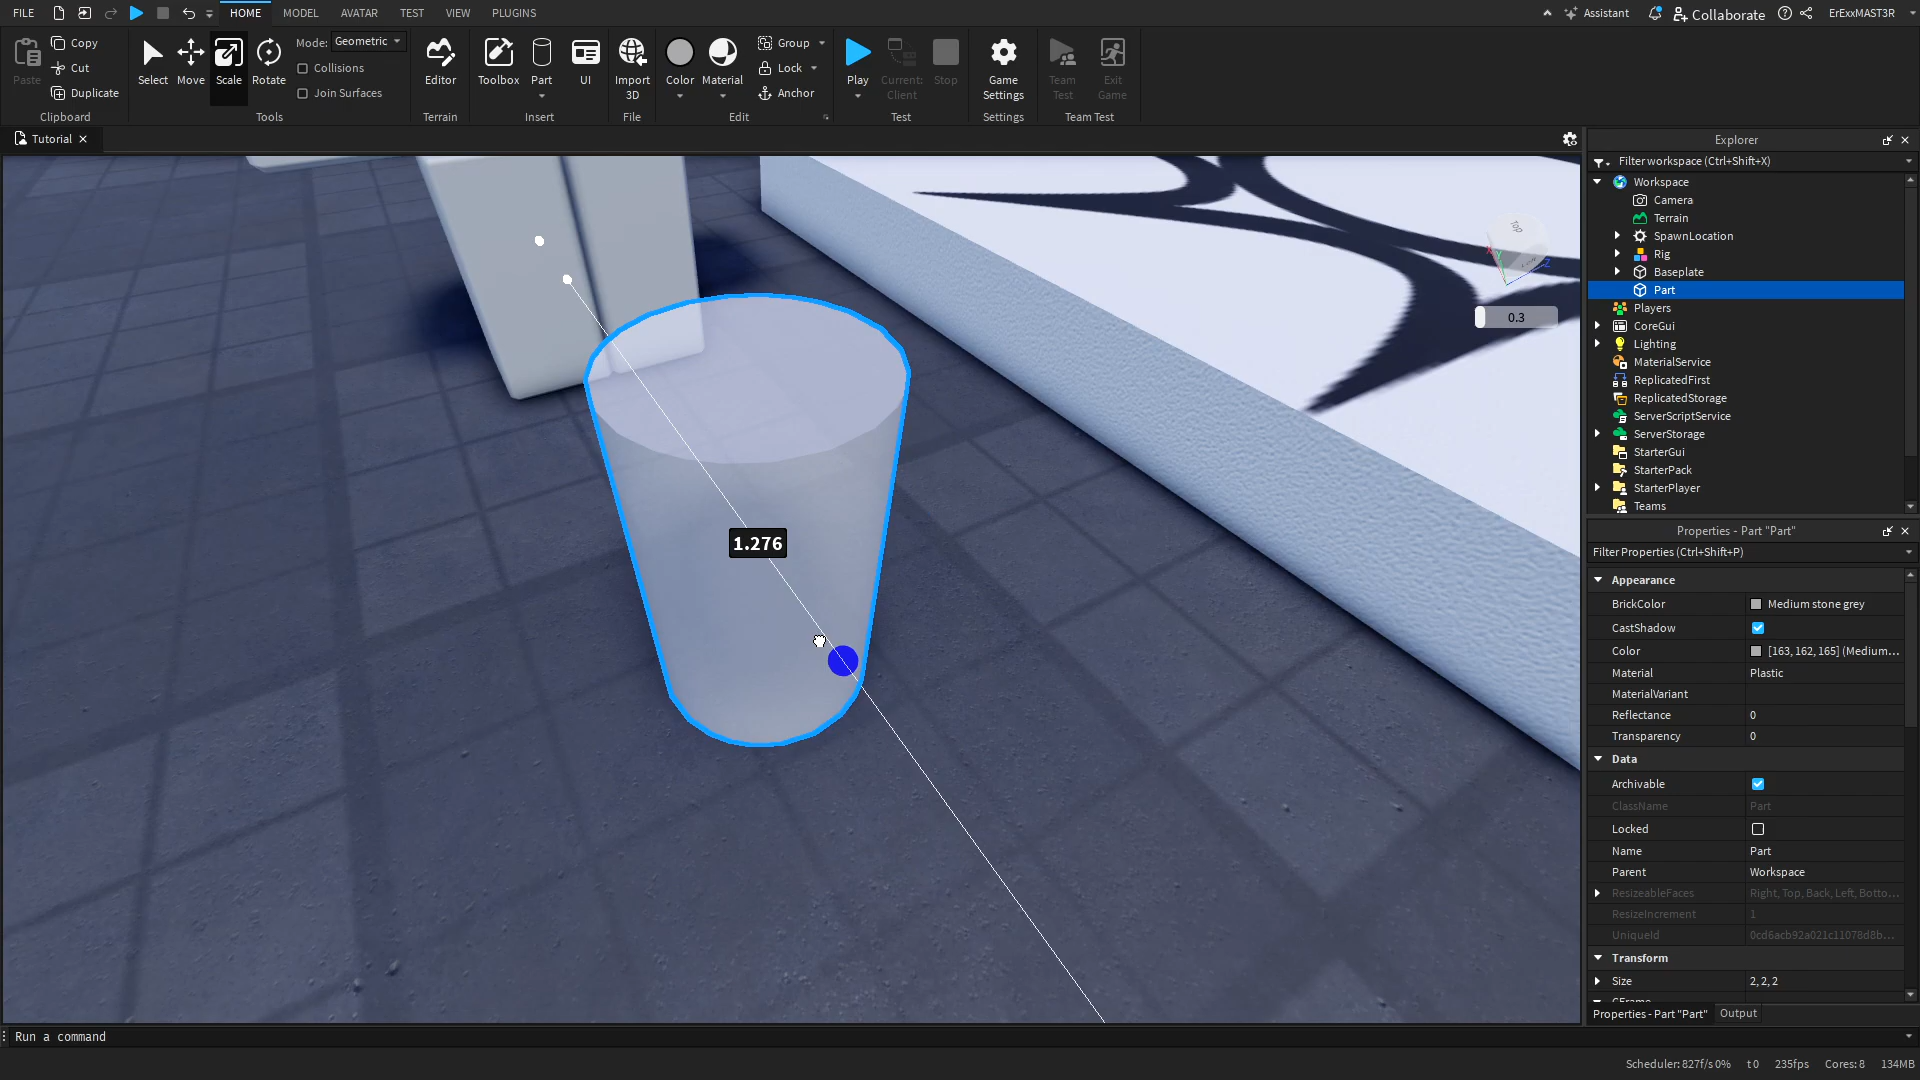 FILE HOME MODEL AVATAR TEST VIEW PLUGINS Assistant Collaborate ErExxMAST3R
Paste Copy Cut Duplicate Clipboard
Select Move Scale Rotate Mode: Geometric Collisions Join Surfaces Tools
Editor Terrain
Toolbox Part UI Insert
Import 3D File
Color Material Group Lock Anchor Edit
Play Current: Client Stop Test
Game Settings Settings
Team Test Exit Game Team Test
Tutorial
1.276
0.3
Explorer
Filter workspace (Ctrl+Shift+X)
Workspace
Camera
Terrain
SpawnLocation
Rig
Baseplate
Part
Players
CoreGui
Lighting
MaterialService
ReplicatedFirst
ReplicatedStorage
ServerScriptService
ServerStorage
StarterGui
StarterPack
StarterPlayer
Teams
Properties - Part "Part"
Filter Properties (Ctrl+Shift+P)
Appearance
BrickColor Medium stone grey
CastShadow
Color [163, 162, 165] (Medium...
Material Plastic
MaterialVariant
Reflectance 0
Transparency 0
Data
Archivable
ClassName Part
Locked
Name Part
Parent Workspace
ResizeableFaces Right, Top, Back, Left, Botto...
ResizeIncrement 1
UniqueId 0cd6acb92a021c11078d8b...
Transform
Size 2, 2, 2
CFrame
Properties - Part "Part" Output
Run a command
Scheduler: 827f/s 0% t 0 235fps Cores: 8 134MB